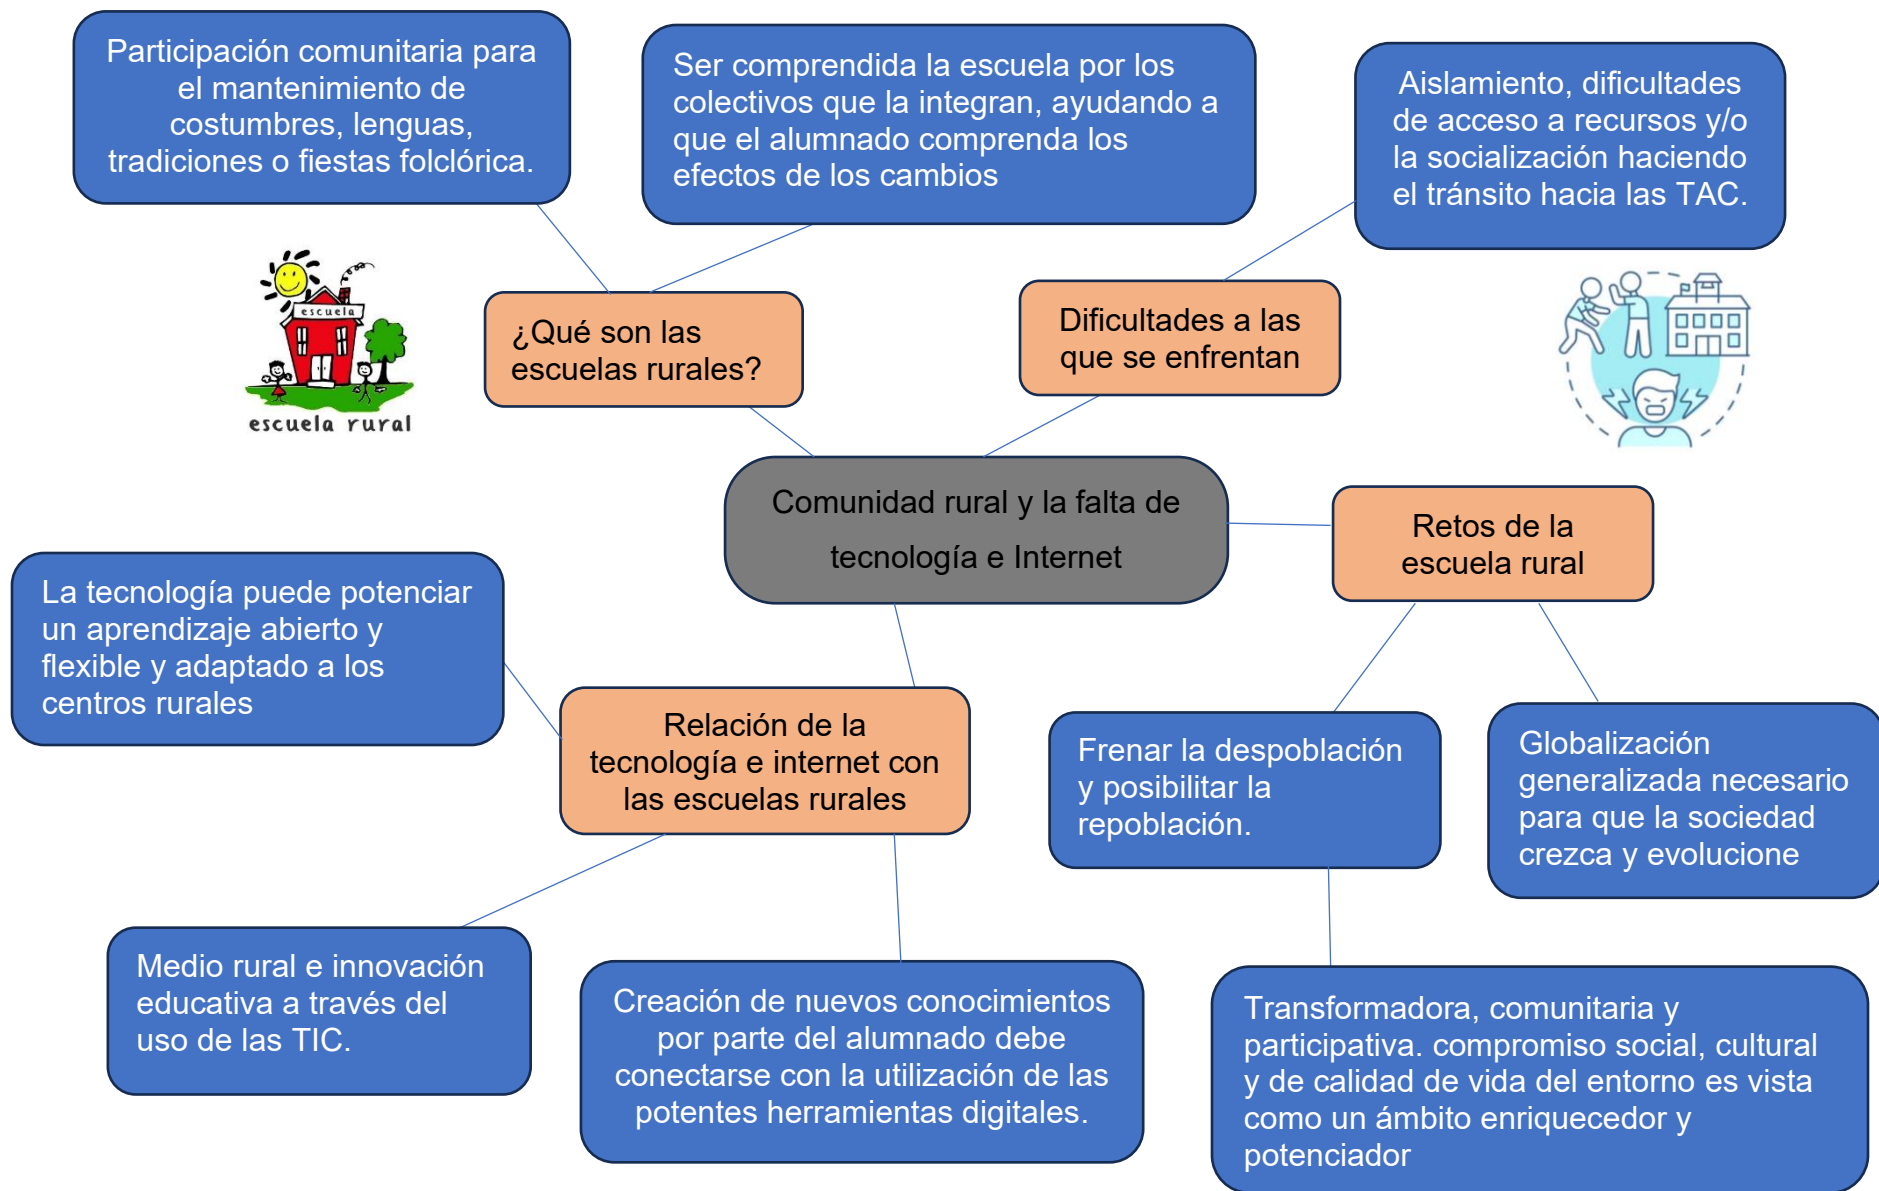 Participación comunitaria para
el mantenimiento de
costumbres, lenguas,
tradiciones o fiestas folclórica.
Ser comprendida la escuela por los
colectivos que la integran, ayudando a
que el alumnado comprenda los
efectos de los cambios
Aislamiento, dificultades
de acceso a recursos y/o
la socialización haciendo
el tránsito hacia las TAC.
escuela
escuela rural
¿Qué son las
escuelas rurales?
Dificultades a las
que se enfrentan
Comunidad rural y la falta de
tecnología e Internet
Retos de la
escuela rural
La tecnología puede potenciar
un aprendizaje abierto y
flexible y adaptado a los
centros rurales
Relación de la
tecnología e internet con
las escuelas rurales
Frenar la despoblación
y posibilitar la
repoblación.
Globalización
generalizada necesario
para que la sociedad
crezca y evolucione
Medio rural e innovación
educativa a través del
uso de las TIC.
Creación de nuevos conocimientos
por parte del alumnado debe
conectarse con la utilización de las
potentes herramientas digitales.
Transformadora, comunitaria y
participativa. compromiso social, cultural
y de calidad de vida del entorno es vista
como un ámbito enriquecedor y
potenciador